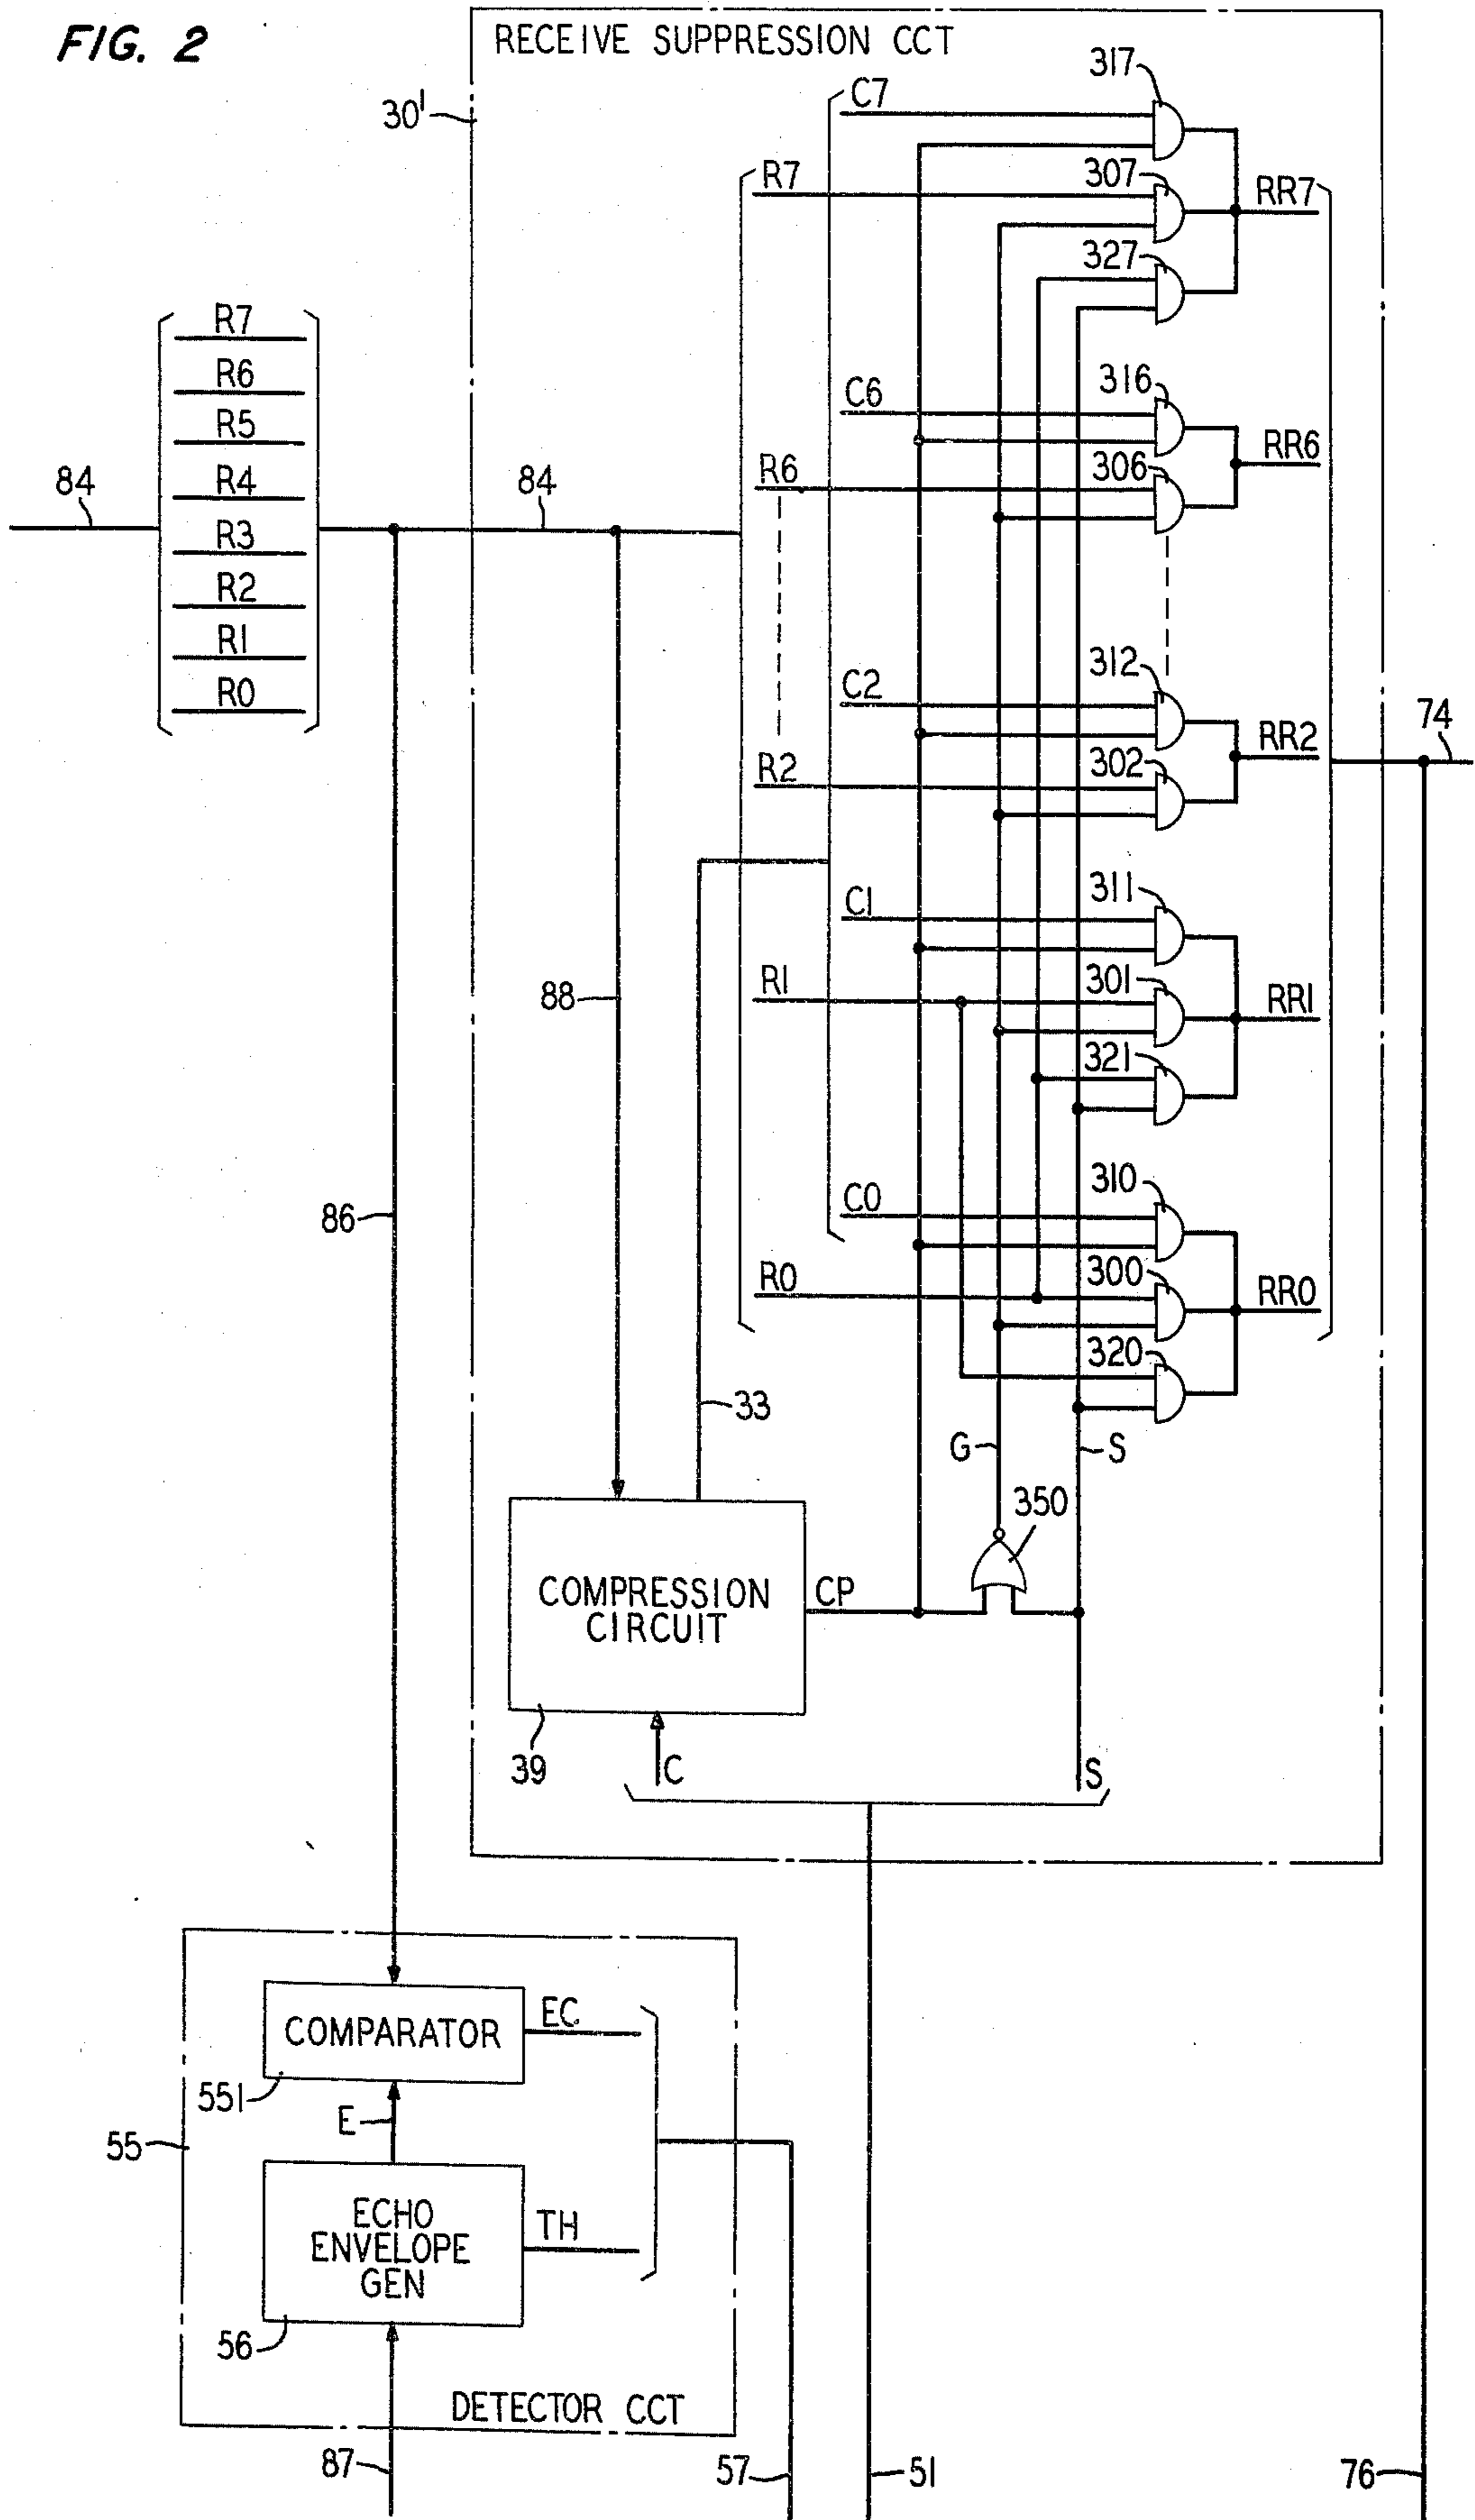 FIG. 2
RECEIVE SUPPRESSION CCT
30'
317
C7
R7
307
RR7
327
R7
R6
R5
R4
R3
R2
R1
R0
84
84
C6
316
R6
306
RR6
C2
312
R2
302
RR2
74
C1
311
R1
301
RR1
321
88
86
C0
310
R0
300
RR0
320
33
G
S
350
COMPRESSION
CIRCUIT
CP
39
C
S
COMPARATOR
EC
551
E
55
ECHO
ENVELOPE
GEN
TH
56
DETECTOR CCT
87
57
51
76